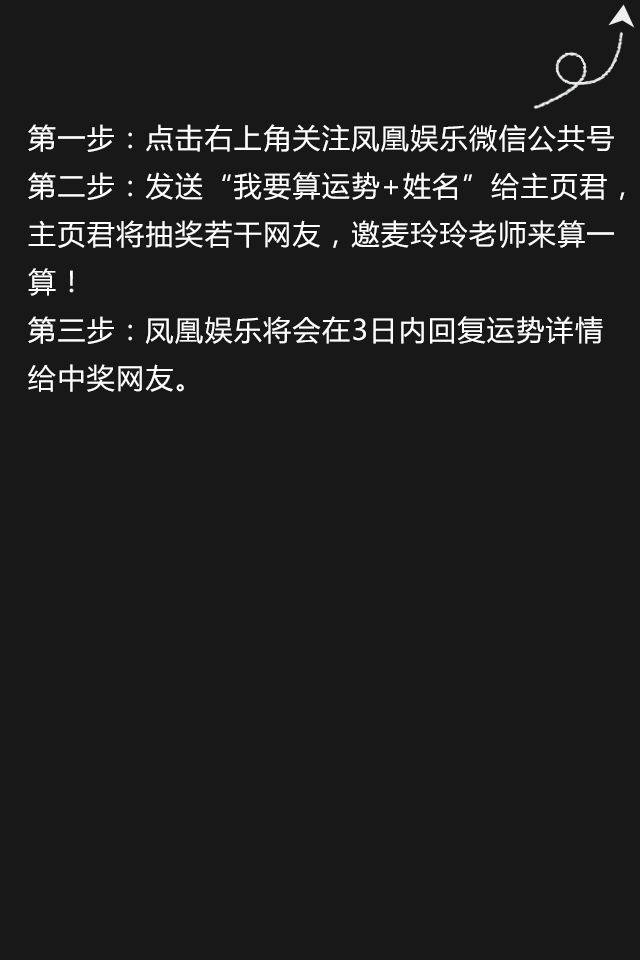 第一步：点击右上角关注凤凰娱乐微信公共号
第二步：发送“我要算运势+姓名”给主页君，
主页君将抽奖若干网友，邀麦玲玲老师来算一
算！
第三步：凤凰娱乐将会在3日内回复运势详情
给中奖网友。